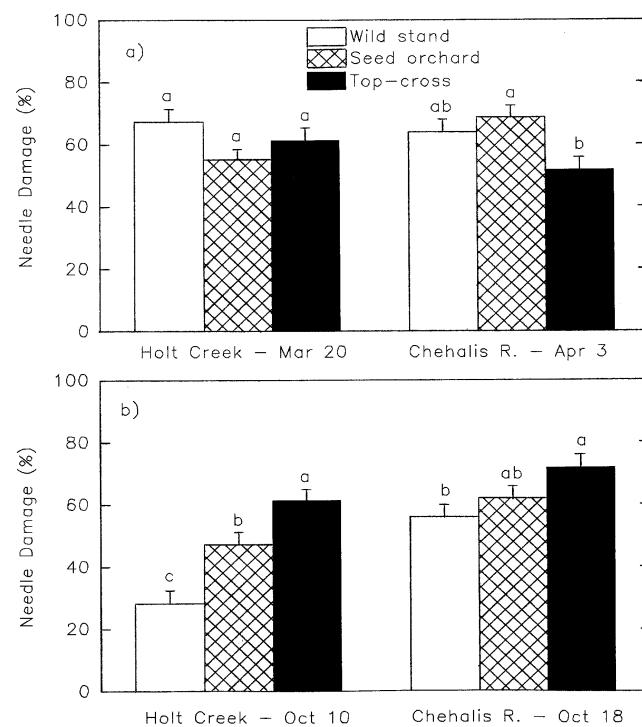 a)
Wild stand
Seed orchard
Top-cross
Needle Damage (%)
100
80
60
40
20
0
a
a
a
ab
a
b
Holt Creek – Mar 20
Chehalis R. – Apr 3
b)
Needle Damage (%)
100
80
60
40
20
0
c
b
a
b
ab
a
Holt Creek – Oct 10
Chehalis R. – Oct 18